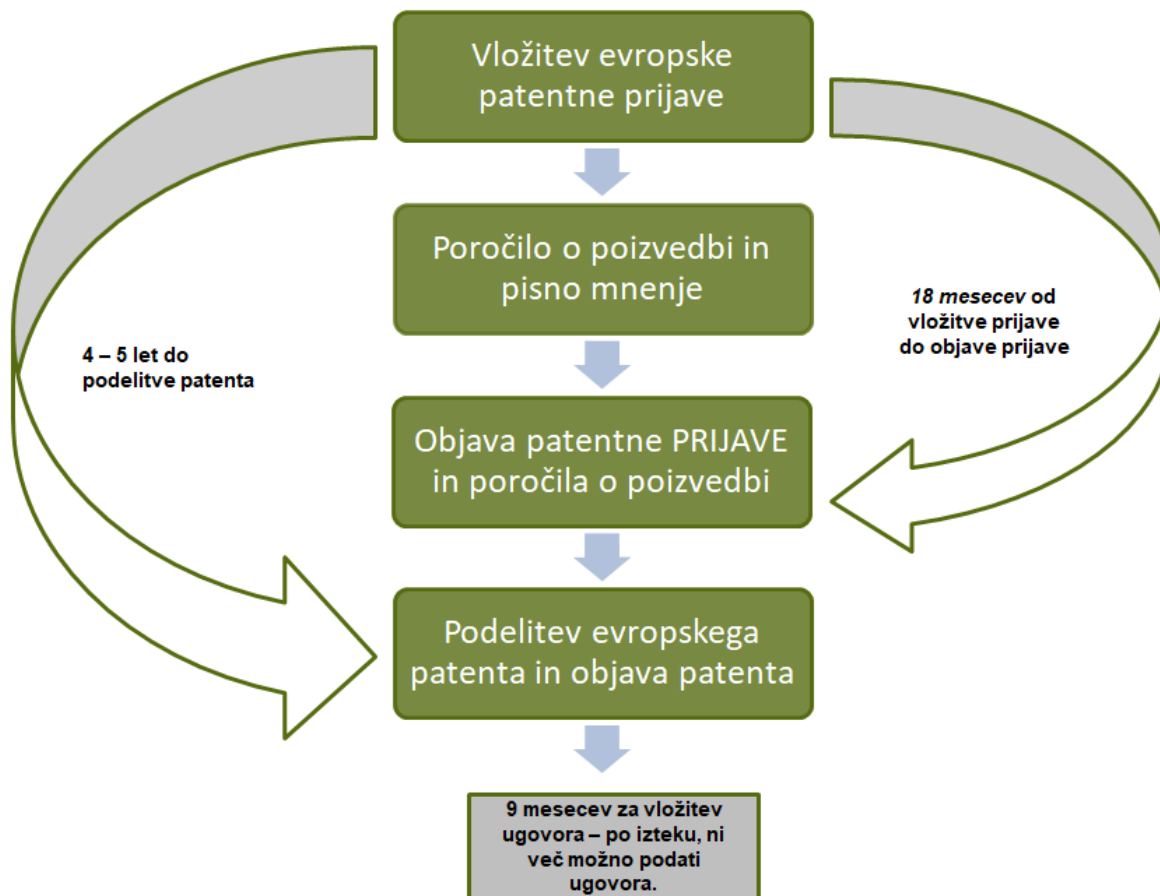 Vložitev evropske
patentne prijave
Poročilo o poizvedbi in
pisno mnenje
18 mesecev od
vložitve prijave
do objave prijave
4 – 5 let do
podelitve patenta
Objava patentne PRIJAVE
in poročila o poizvedbi
Podelitev evropskega
patenta in objava patenta
9 mesecev za vložitev
ugovora – po izteku, ni
več možno podati
ugovora.